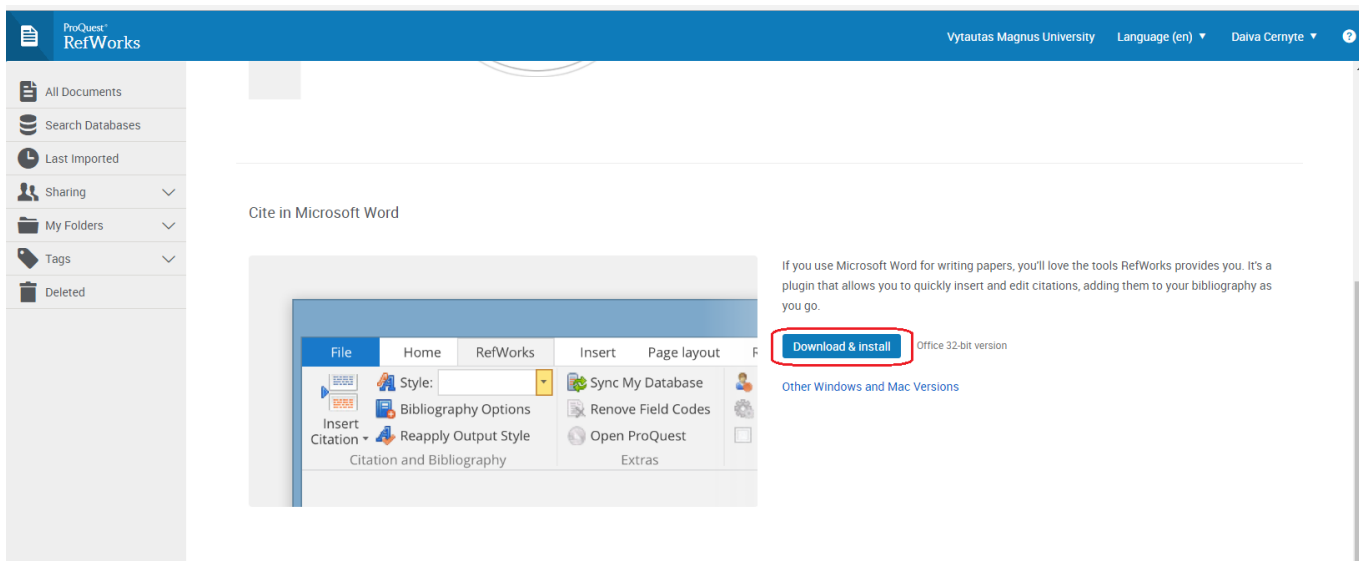 ProQuest®
RefWorks
Vytautas Magnus University Language (en) ▼ Daiva Cernyte ▼ ?
All Documents
Search Databases
Last Imported
Sharing
My Folders
Tags
Deleted
Cite in Microsoft Word
If you use Microsoft Word for writing papers, you'll love the tools RefWorks provides you. It's a
plugin that allows you to quickly insert and edit citations, adding them to your bibliography as
you go.
Download & install Office 32-bit version
Other Windows and Mac Versions
File Home RefWorks Insert Page layout
Style: Sync My Database
Bibliography Options Renove Field Codes
Insert
Citation Reapply Output Style Open ProQuest
Citation and Bibliography Extras